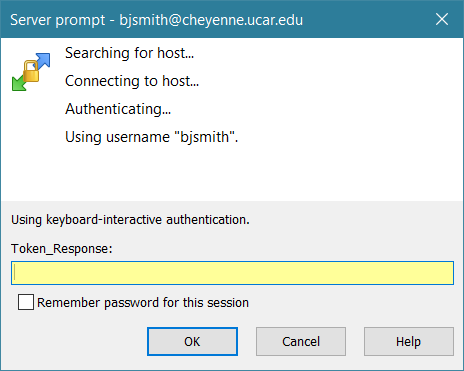 Server prompt - bjsmith@cheyenne.ucar.edu
Searching for host...
Connecting to host...
Authenticating...
Using username "bjsmith".
Using keyboard-interactive authentication.
Token_Response:
Remember password for this session
OK Cancel Help